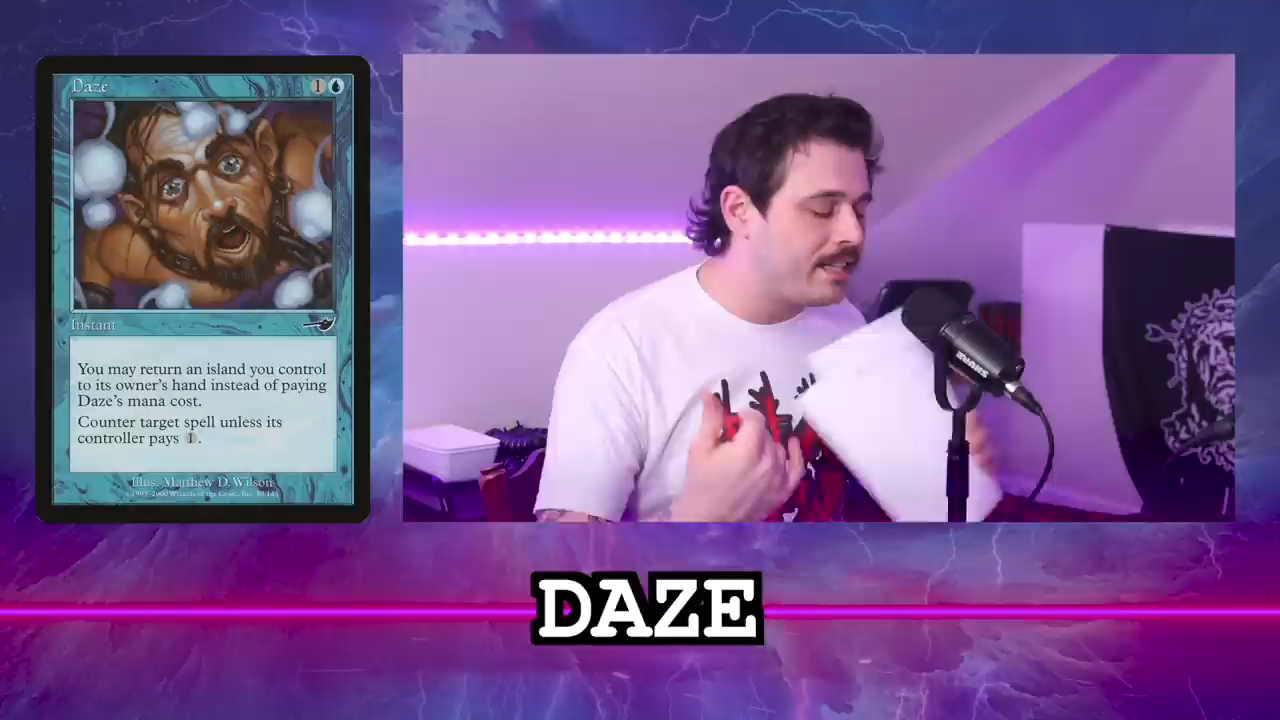 Daze
1
Instant
You may return an island you control
to its owner's hand instead of paying
Daze's mana cost.
Counter target spell unless its
controller pays 1.
Illus. Matthew D. Wilson
SHURE
DAZE